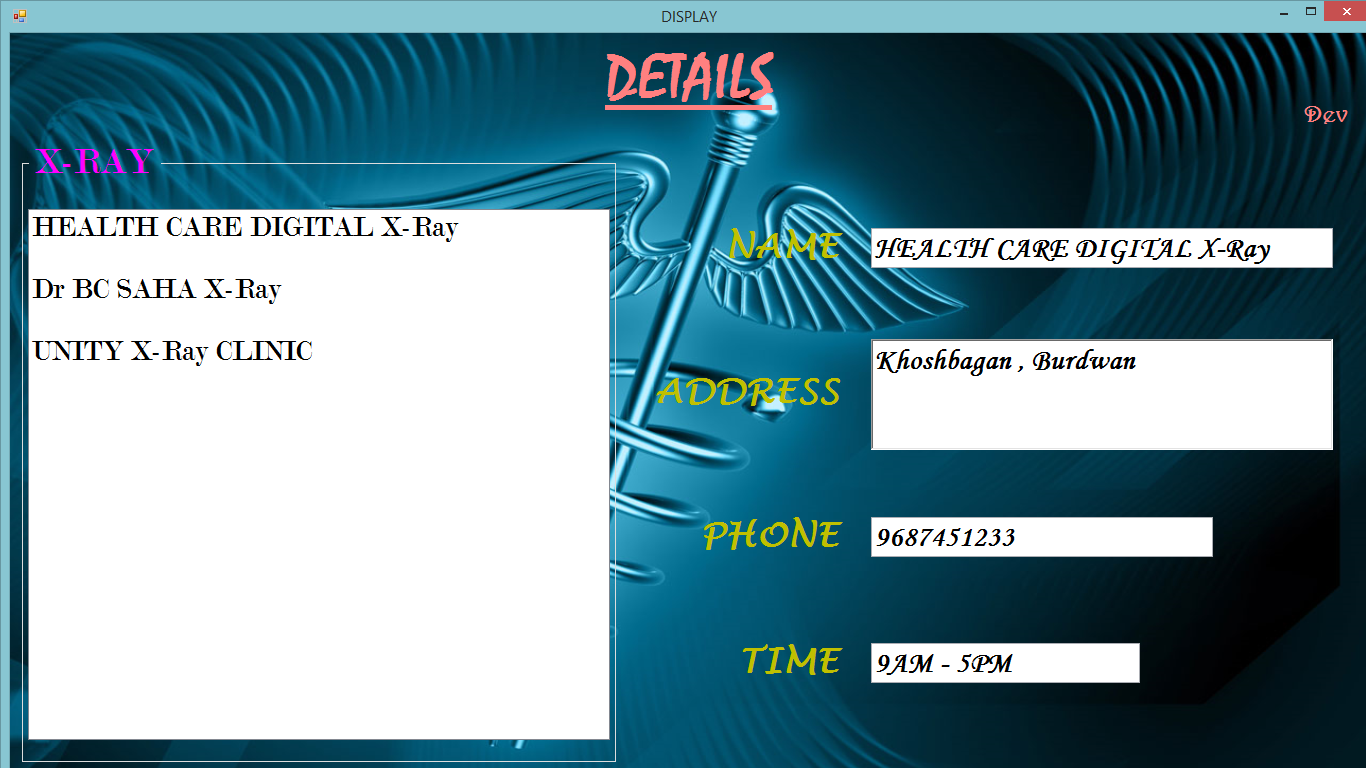 DISPLAY
DETAILS
Dev
X-RAY
HEALTH CARE DIGITAL X-Ray
Dr BC SAHA X-Ray
UNITY X-Ray CLINIC
NAME
HEALTH CARE DIGITAL X-Ray
ADDRESS
Khoshbagan , Burdwan
PHONE
9687451233
TIME
9AM - 5PM